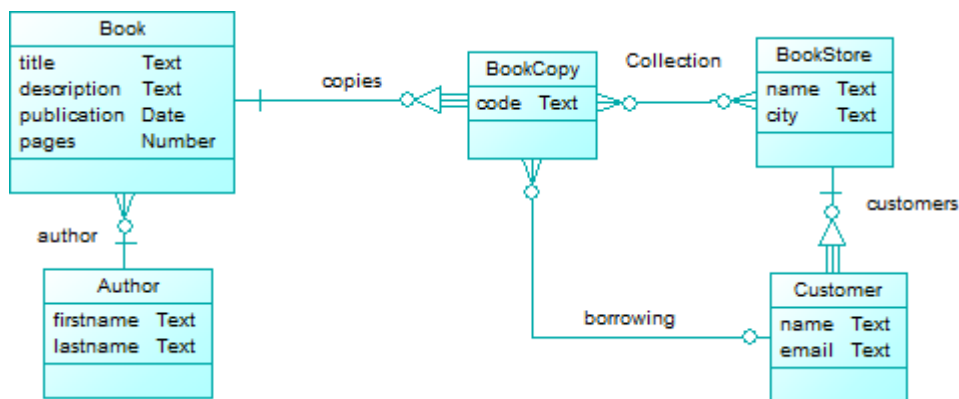 Book
title Text
description Text
publication Date
pages Number
copies
BookCopy
code Text
Collection
BookStore
name Text
city Text
author
customers
Author
firstname Text
lastname Text
borrowing
Customer
name Text
email Text